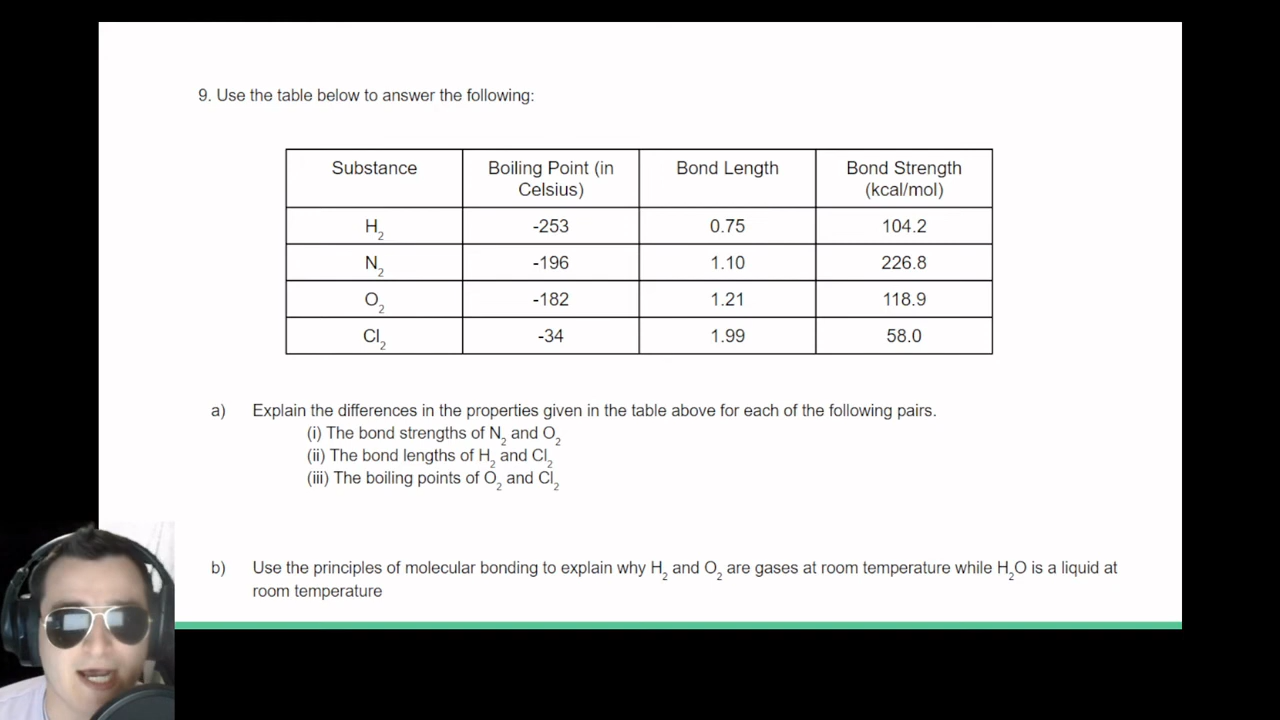 9. Use the table below to answer the following:
Substance Boiling Point (in Celsius) Bond Length Bond Strength (kcal/mol)
H₂ -253 0.75 104.2
N₂ -196 1.10 226.8
O₂ -182 1.21 118.9
Cl₂ -34 1.99 58.0
a) Explain the differences in the properties given in the table above for each of the following pairs.
(i) The bond strengths of N₂ and O₂
(ii) The bond lengths of H₂ and Cl₂
(iii) The boiling points of O₂ and Cl₂
b) Use the principles of molecular bonding to explain why H₂ and O₂ are gases at room temperature while H₂O is a liquid at
room temperature